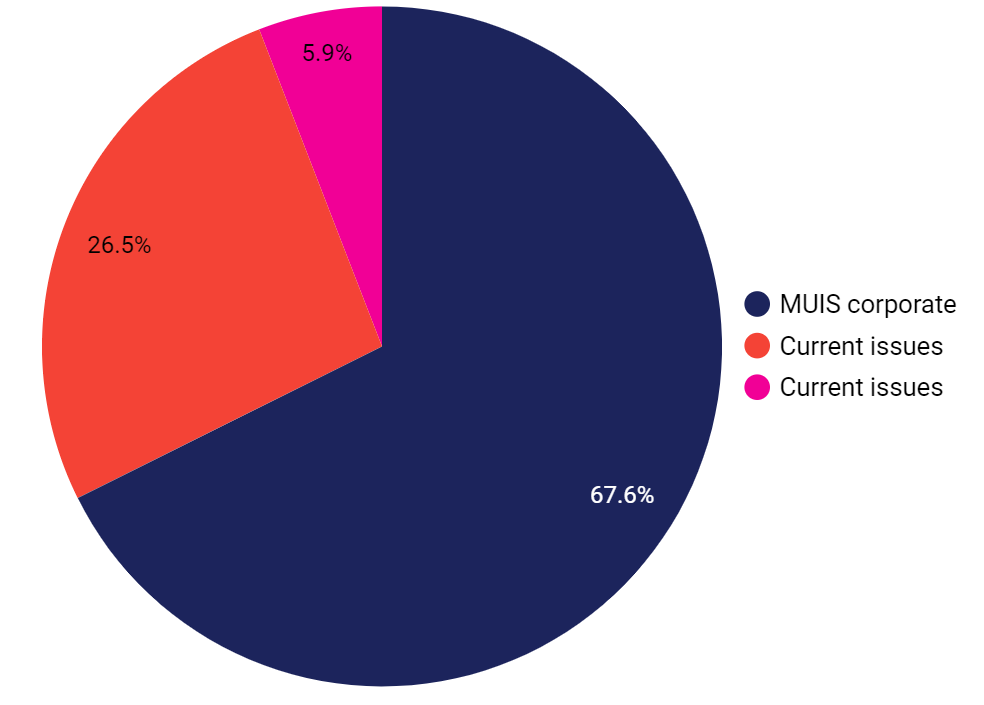 5.9%
26.5%
67.6%
MUIS corporate
Current issues
Current issues